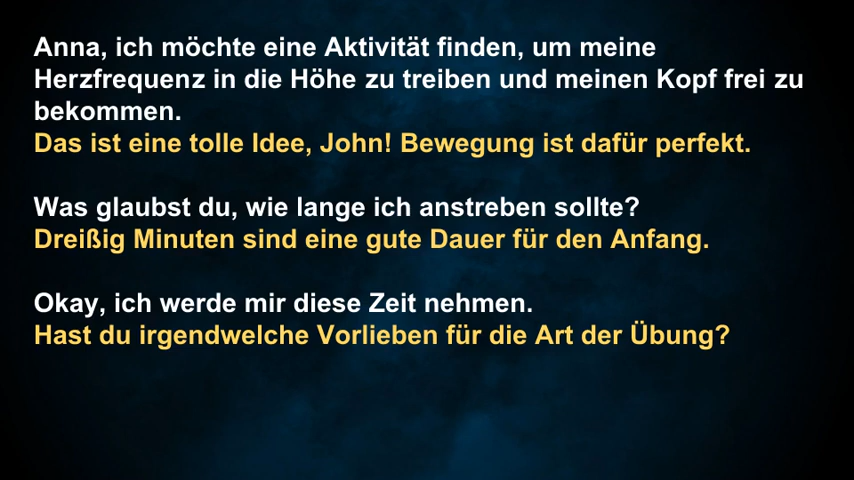 Anna, ich möchte eine Aktivität finden, um meine
Herzfrequenz in die Höhe zu treiben und meinen Kopf frei zu
bekommen.
Das ist eine tolle Idee, John! Bewegung ist dafür perfekt.
Was glaubst du, wie lange ich anstreben sollte?
Dreißig Minuten sind eine gute Dauer für den Anfang.
Okay, ich werde mir diese Zeit nehmen.
Hast du irgendwelche Vorlieben für die Art der Übung?